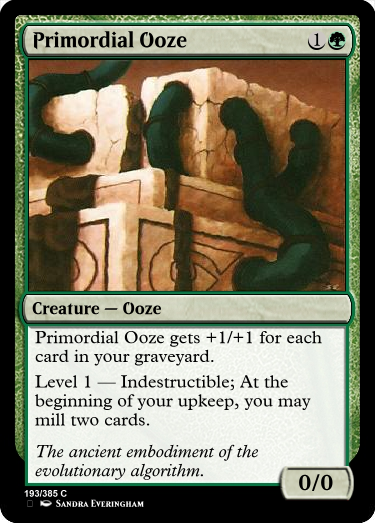 Primordial Ooze 1
Creature — Ooze
Primordial Ooze gets +1/+1 for each
card in your graveyard.
Level 1 — Indestructible; At the
beginning of your upkeep, you may
mill two cards.
The ancient embodiment of the
evolutionary algorithm.
0/0
193/385 C
Sandra Everingham